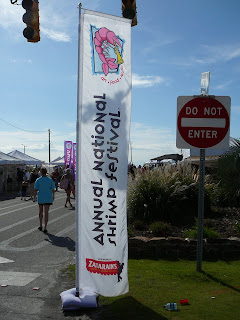 ANNUAL NATIONAL
SHRIMP FESTIVAL
ZATARAIN'S
DO NOT
ENTER